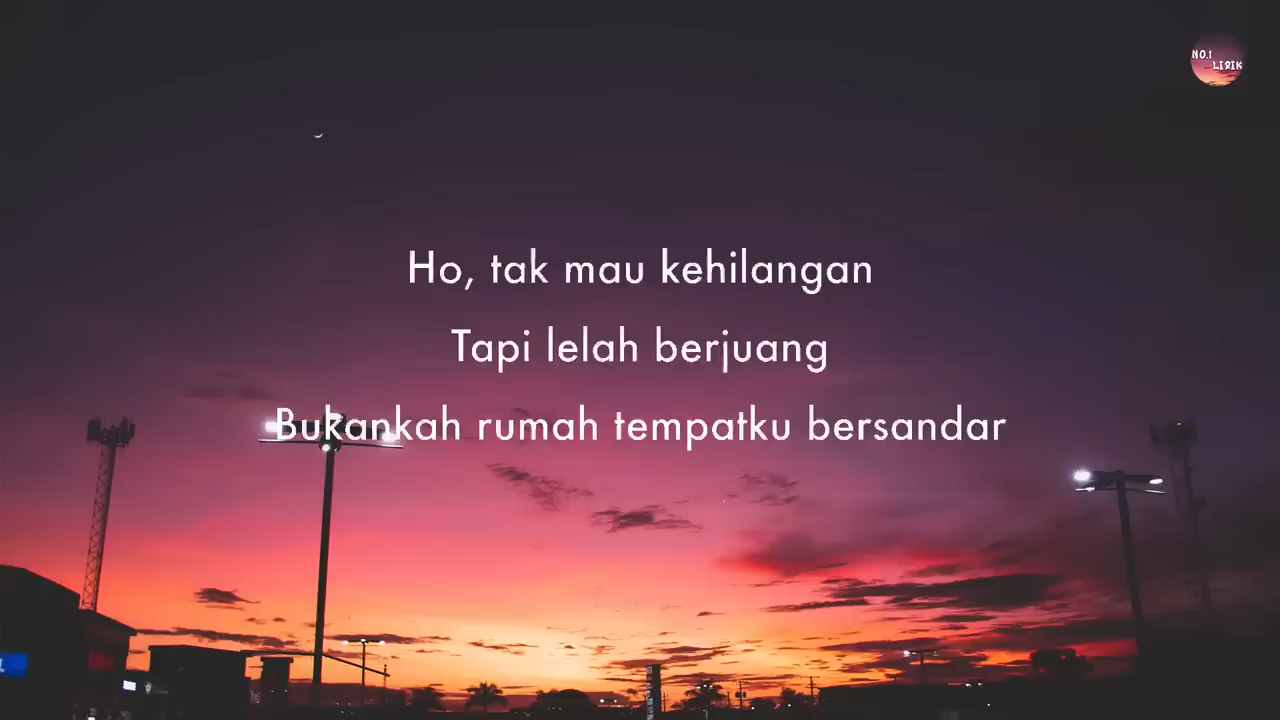 NO.1
LIRIK
Ho, tak mau kehilangan
Tapi lelah berjuang
Bukankah rumah tempatku bersandar